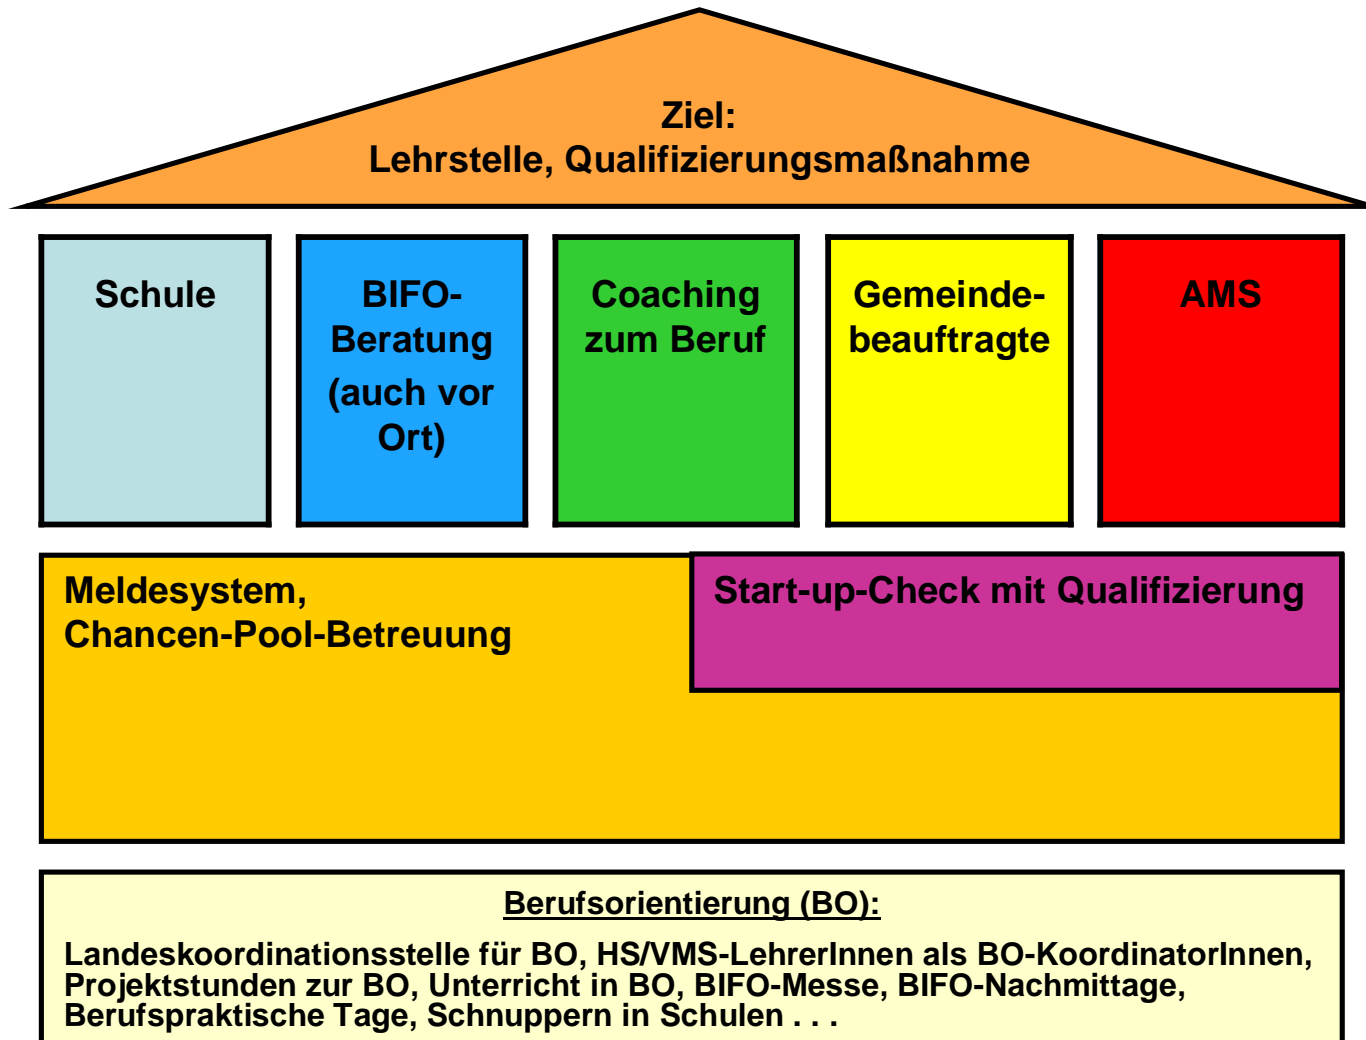 Ziel:
Lehrstelle, Qualifizierungsmaßnahme
Schule
BIFO-
Beratung
(auch vor
Ort)
Coaching
zum Beruf
Gemeinde-
beauftragte
AMS
Meldesystem,
Chancen-Pool-Betreuung
Start-up-Check mit Qualifizierung
Berufsorientierung (BO):
Landeskoordinationsstelle für BO, HS/VMS-LehrerInnen als BO-KoordinatorInnen,
Projektstunden zur BO, Unterricht in BO, BIFO-Messe, BIFO-Nachmittage,
Berufspraktische Tage, Schnuppern in Schulen . . .